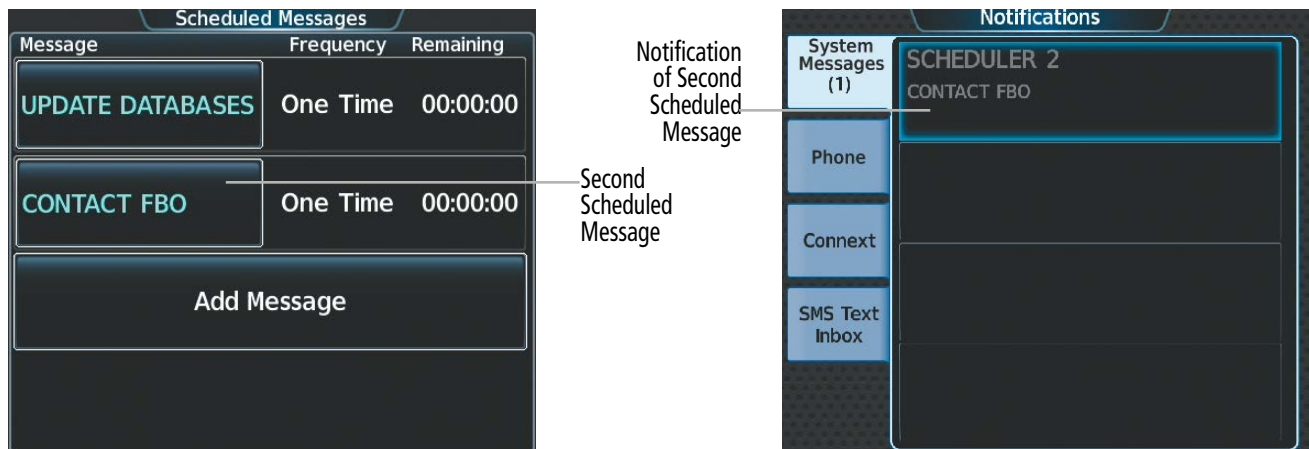 Scheduled Messages
Message Frequency Remaining
UPDATE DATABASES One Time 00:00:00
CONTACT FBO One Time 00:00:00
Add Message
Second
Scheduled
Message
Notification
of Second
Scheduled
Message
Notifications
System
Messages
(1)
SCHEDULER 2
CONTACT FBO
Phone
Connext
SMS Text
Inbox